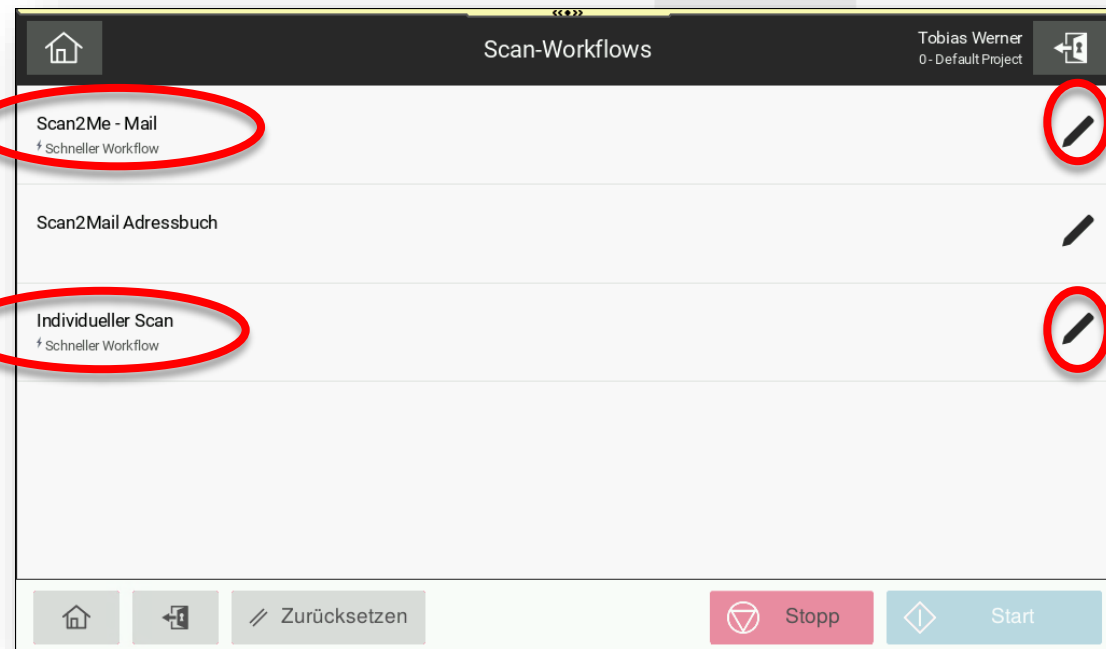 Scan-Workflows
Tobias Werner
0 - Default Project
Scan2Me - Mail
Schneller Workflow
Scan2Mail Adressbuch
Individueller Scan
Schneller Workflow
Zurücksetzen
Stopp
Start